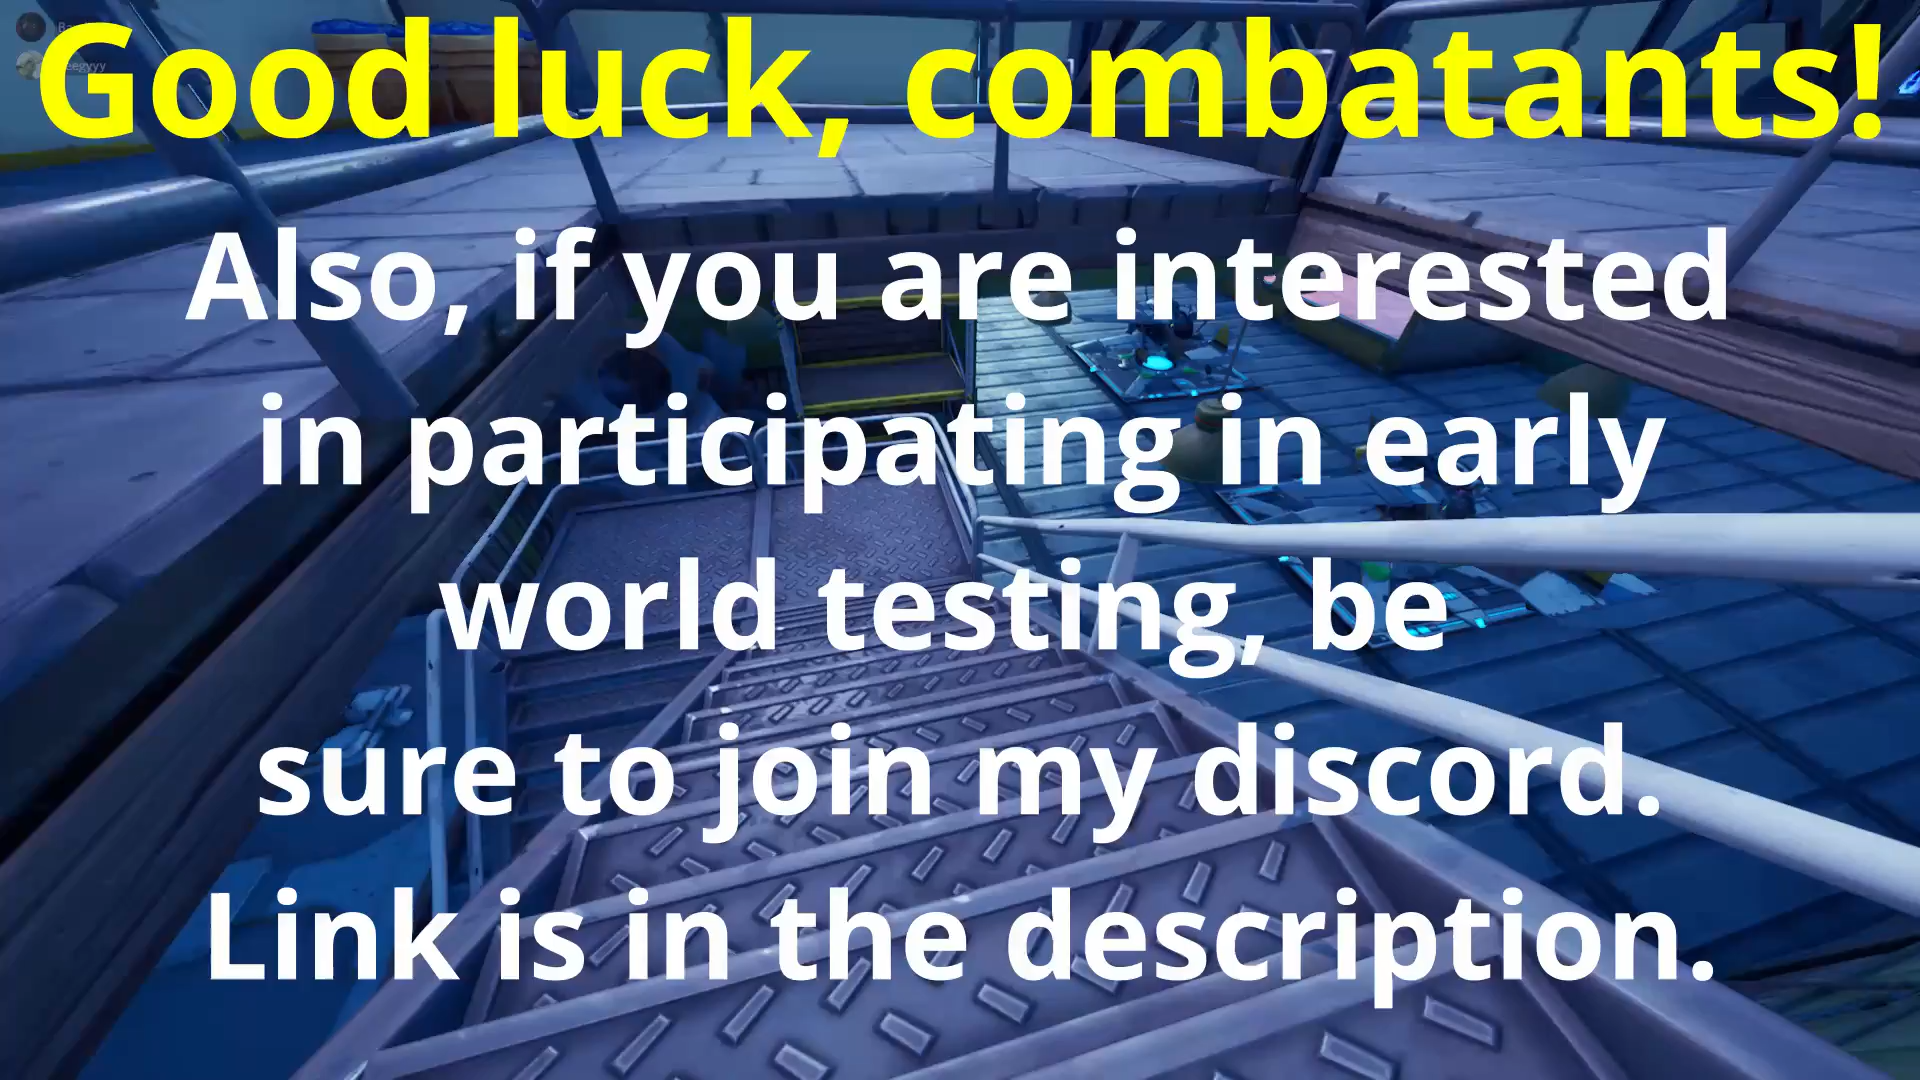 Good luck, combatants!
Also, if you are interested
in participating in early
world testing, be
sure to join my discord.
Link is in the description.